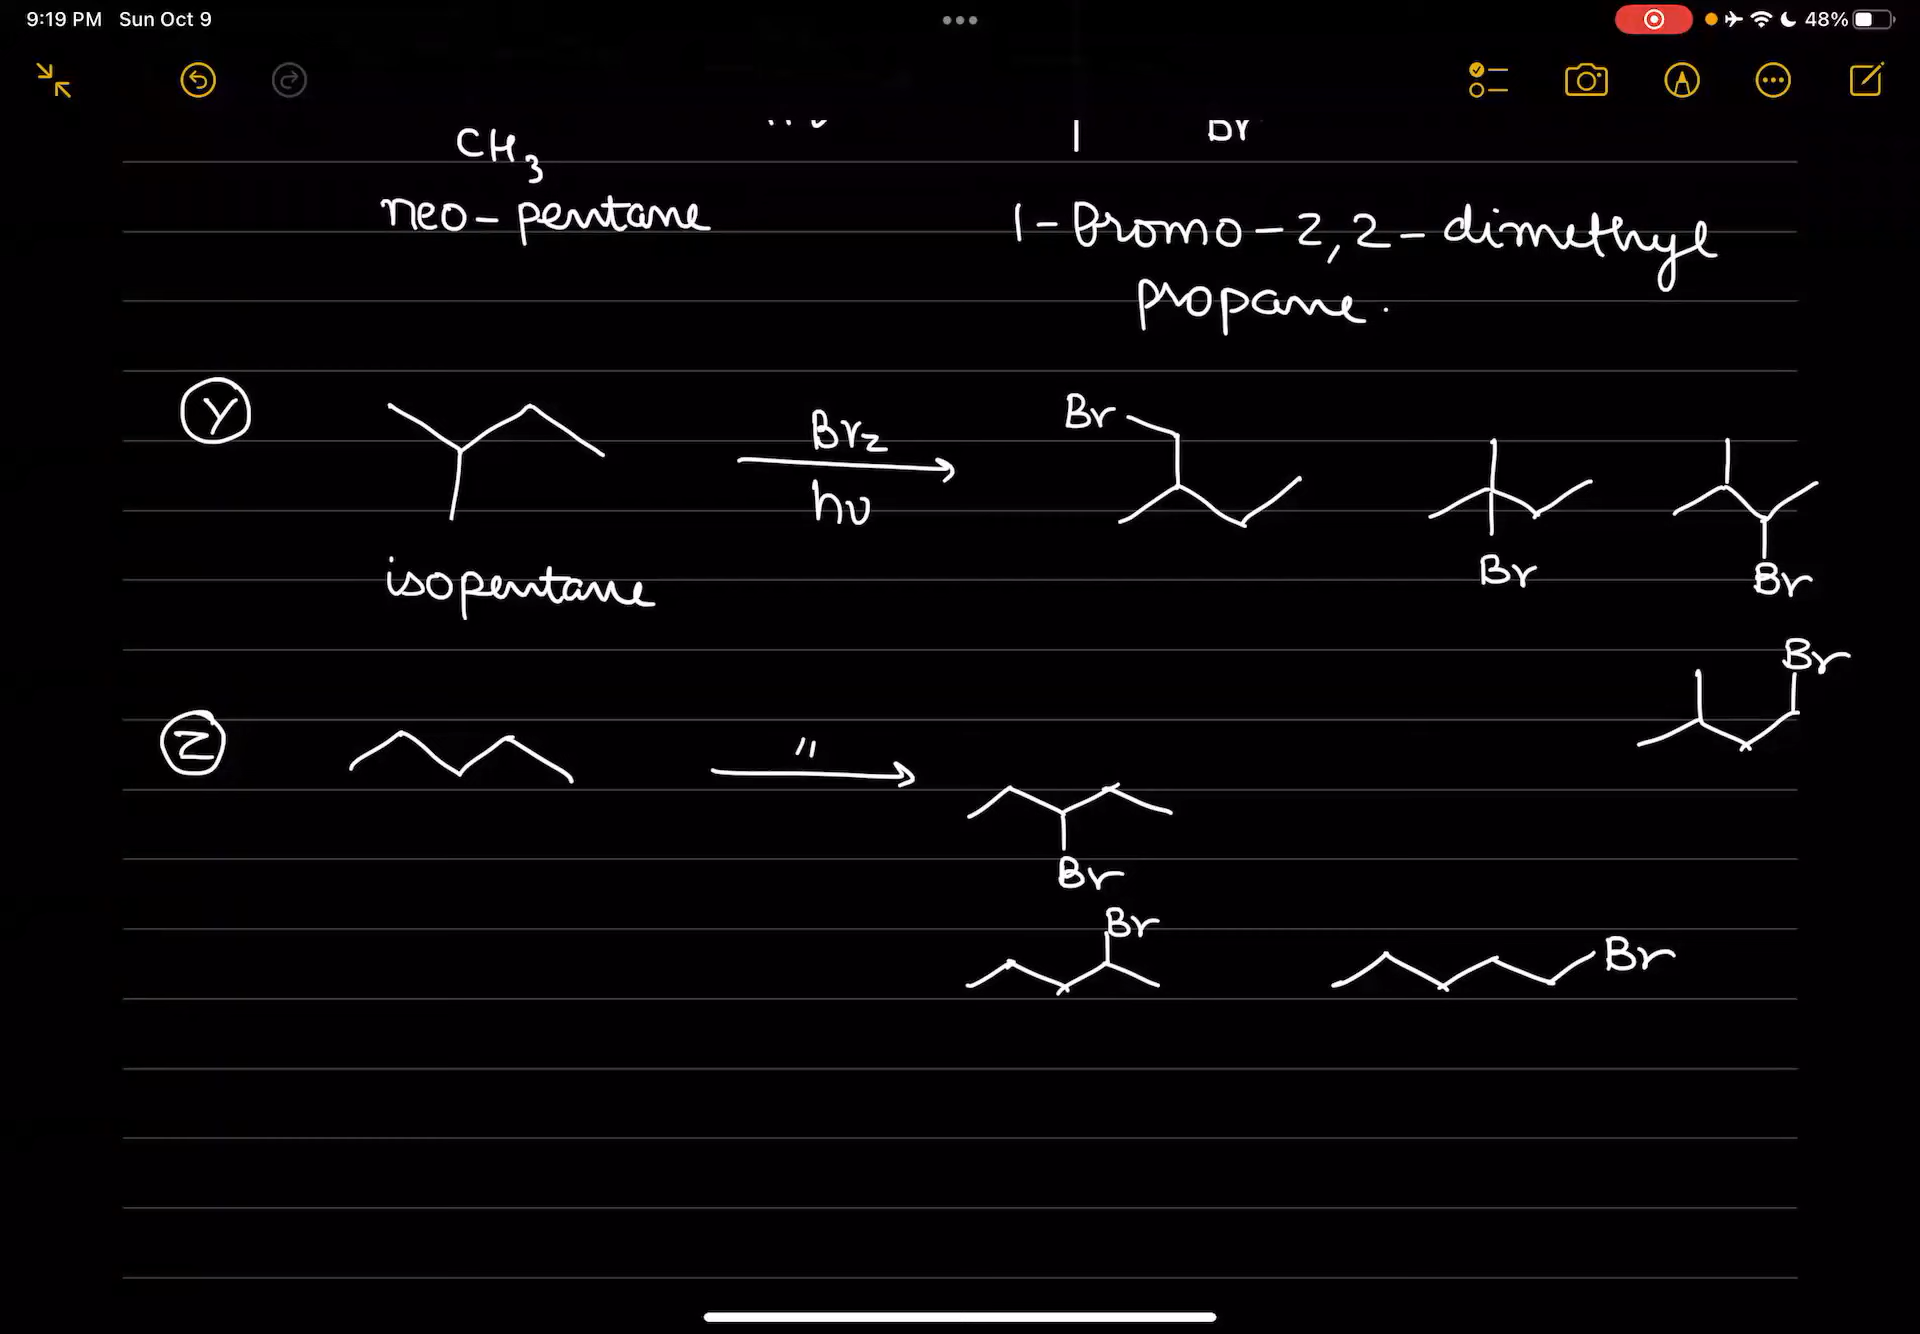 9:19 PM Sun Oct 9
48%
CH3
Br
neo-pentane
1-Bromo-2,2-dimethyl
propane.
Y
Br2
hν
Br
Br
Br
isopentane
Br
Z
"
Br
Br
Br